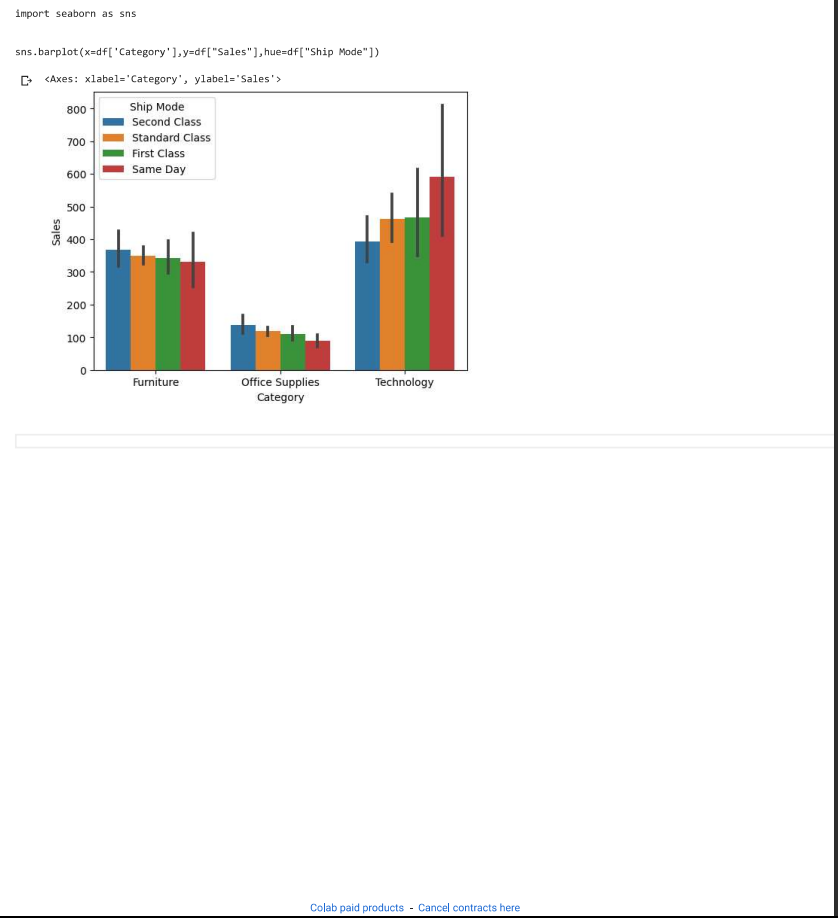 import seaborn as sns
sns.barplot(x=df['Category'],y=df["Sales"],hue=df["Ship Mode"])
<Axes: xlabel='Category', ylabel='Sales'>
Ship Mode
Second Class
Standard Class
First Class
Same Day
800
700
600
500
400
300
200
100
0
Sales
Furniture Office Supplies Technology
Category
Colab paid products - Cancel contracts here